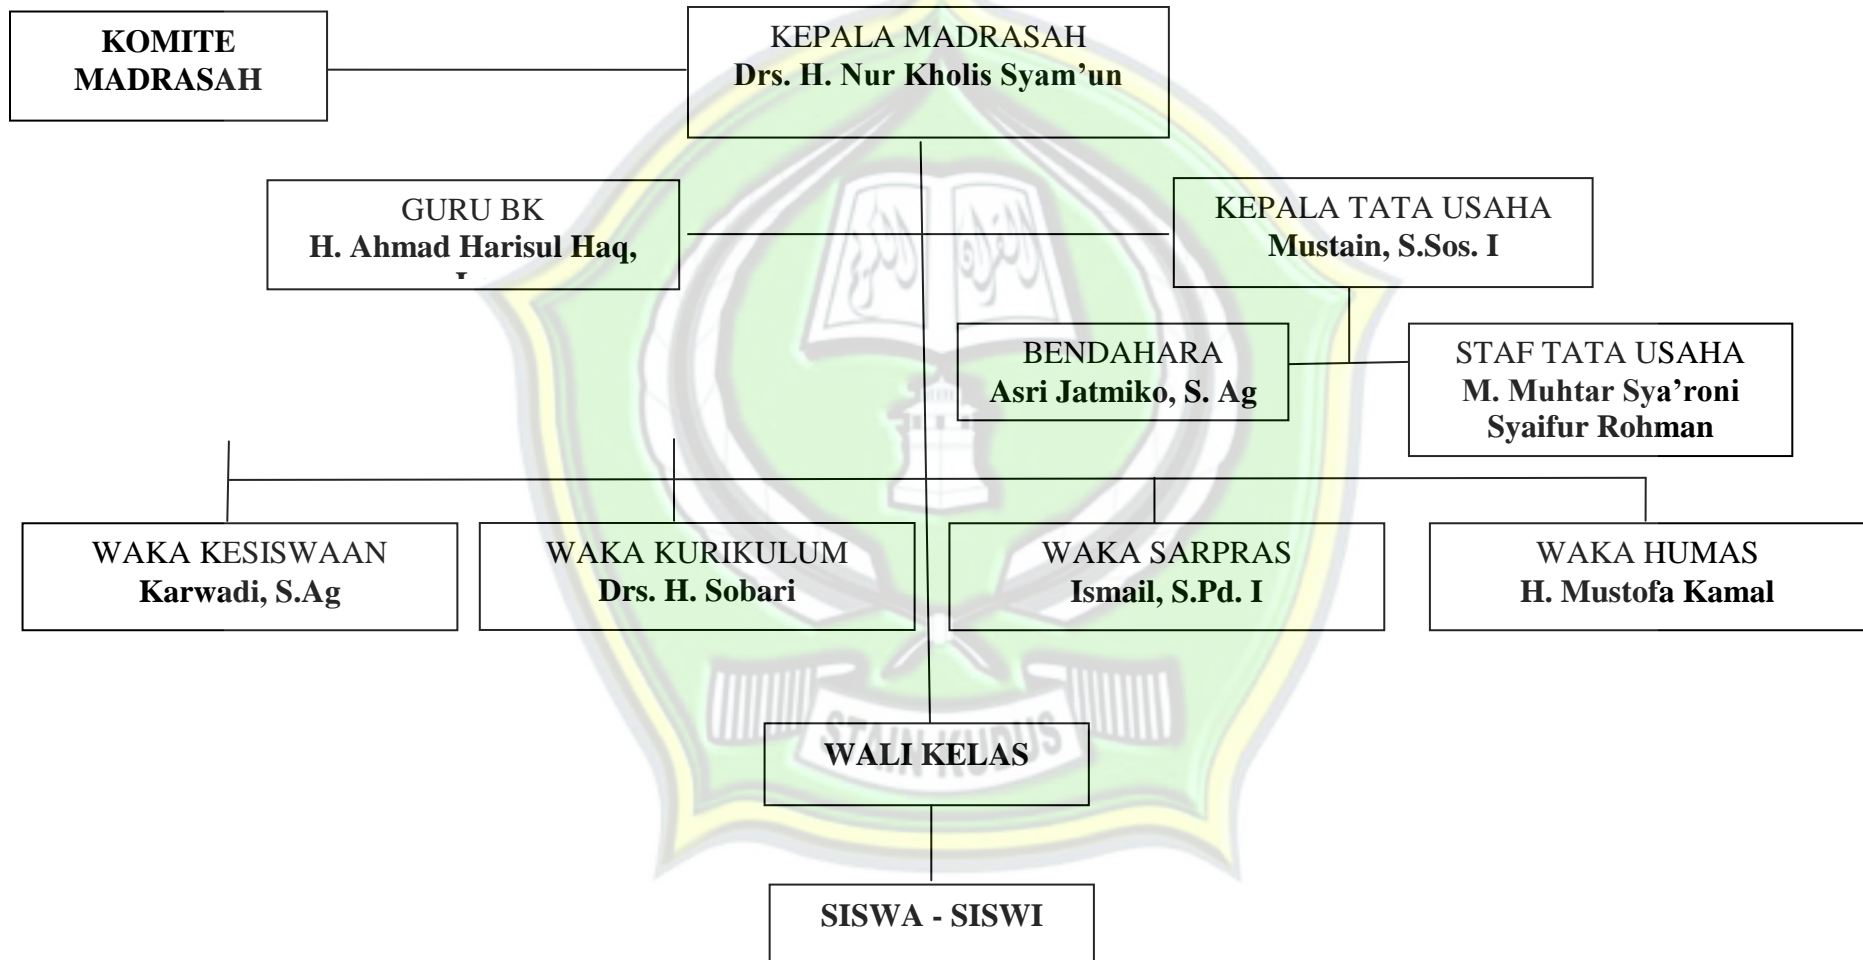 KOMITE
MADRASAH
KEPALA MADRASAH
Drs. H. Nur Kholis Syam’un
GURU BK
H. Ahmad Harisul Haq,
KEPALA TATA USAHA
Mustain, S.Sos. I
BENDAHARA
Asri Jatmiko, S. Ag
STAF TATA USAHA
M. Muhtar Sya’roni
Syaifur Rohman
WAKA KESISWAAN
Karwadi, S.Ag
WAKA KURIKULUM
Drs. H. Sobari
WAKA SARPRAS
Ismail, S.Pd. I
WAKA HUMAS
H. Mustofa Kamal
STAIN KUDUS
WALI KELAS
SISWA - SISWI